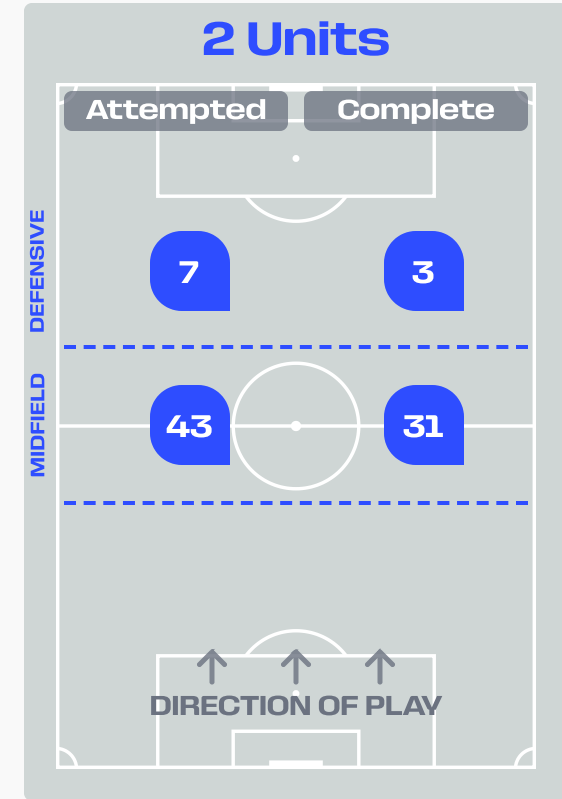 2 Units
Attempted Complete
DEFENSIVE
7 3
MIDFIELD
43 31
DIRECTION OF PLAY